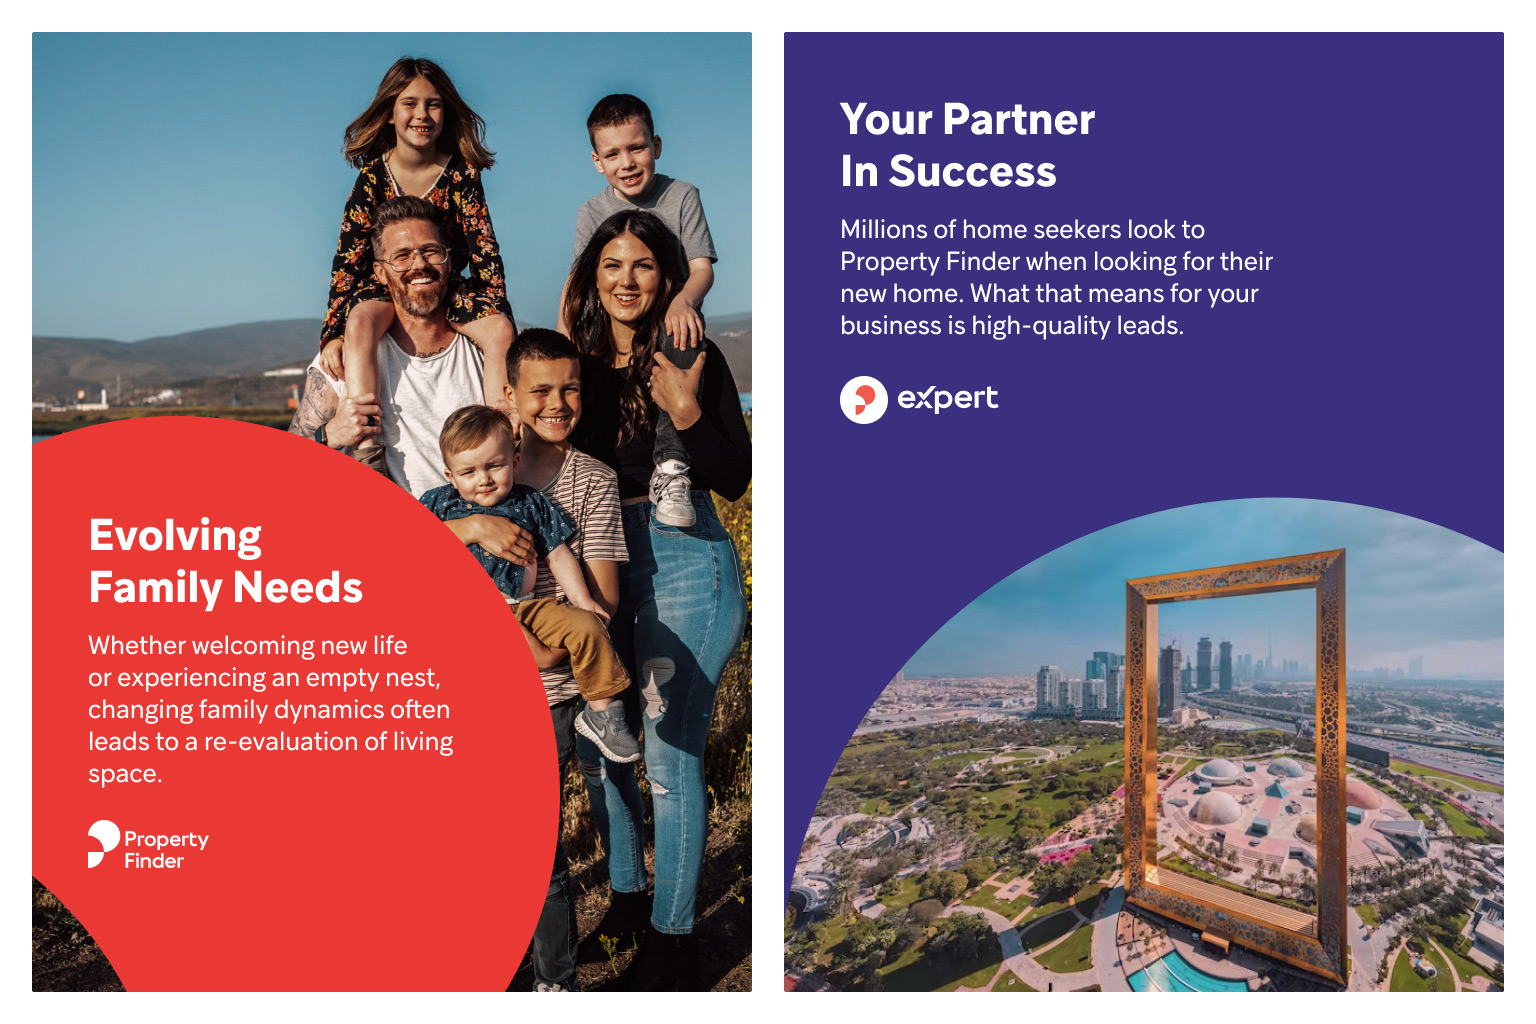 Evolving
Family Needs
Whether welcoming new life
or experiencing an empty nest,
changing family dynamics often
leads to a re-evaluation of living
space.
Property
Finder
Your Partner
In Success
Millions of home seekers look to
Property Finder when looking for their
new home. What that means for your
business is high-quality leads.
expert